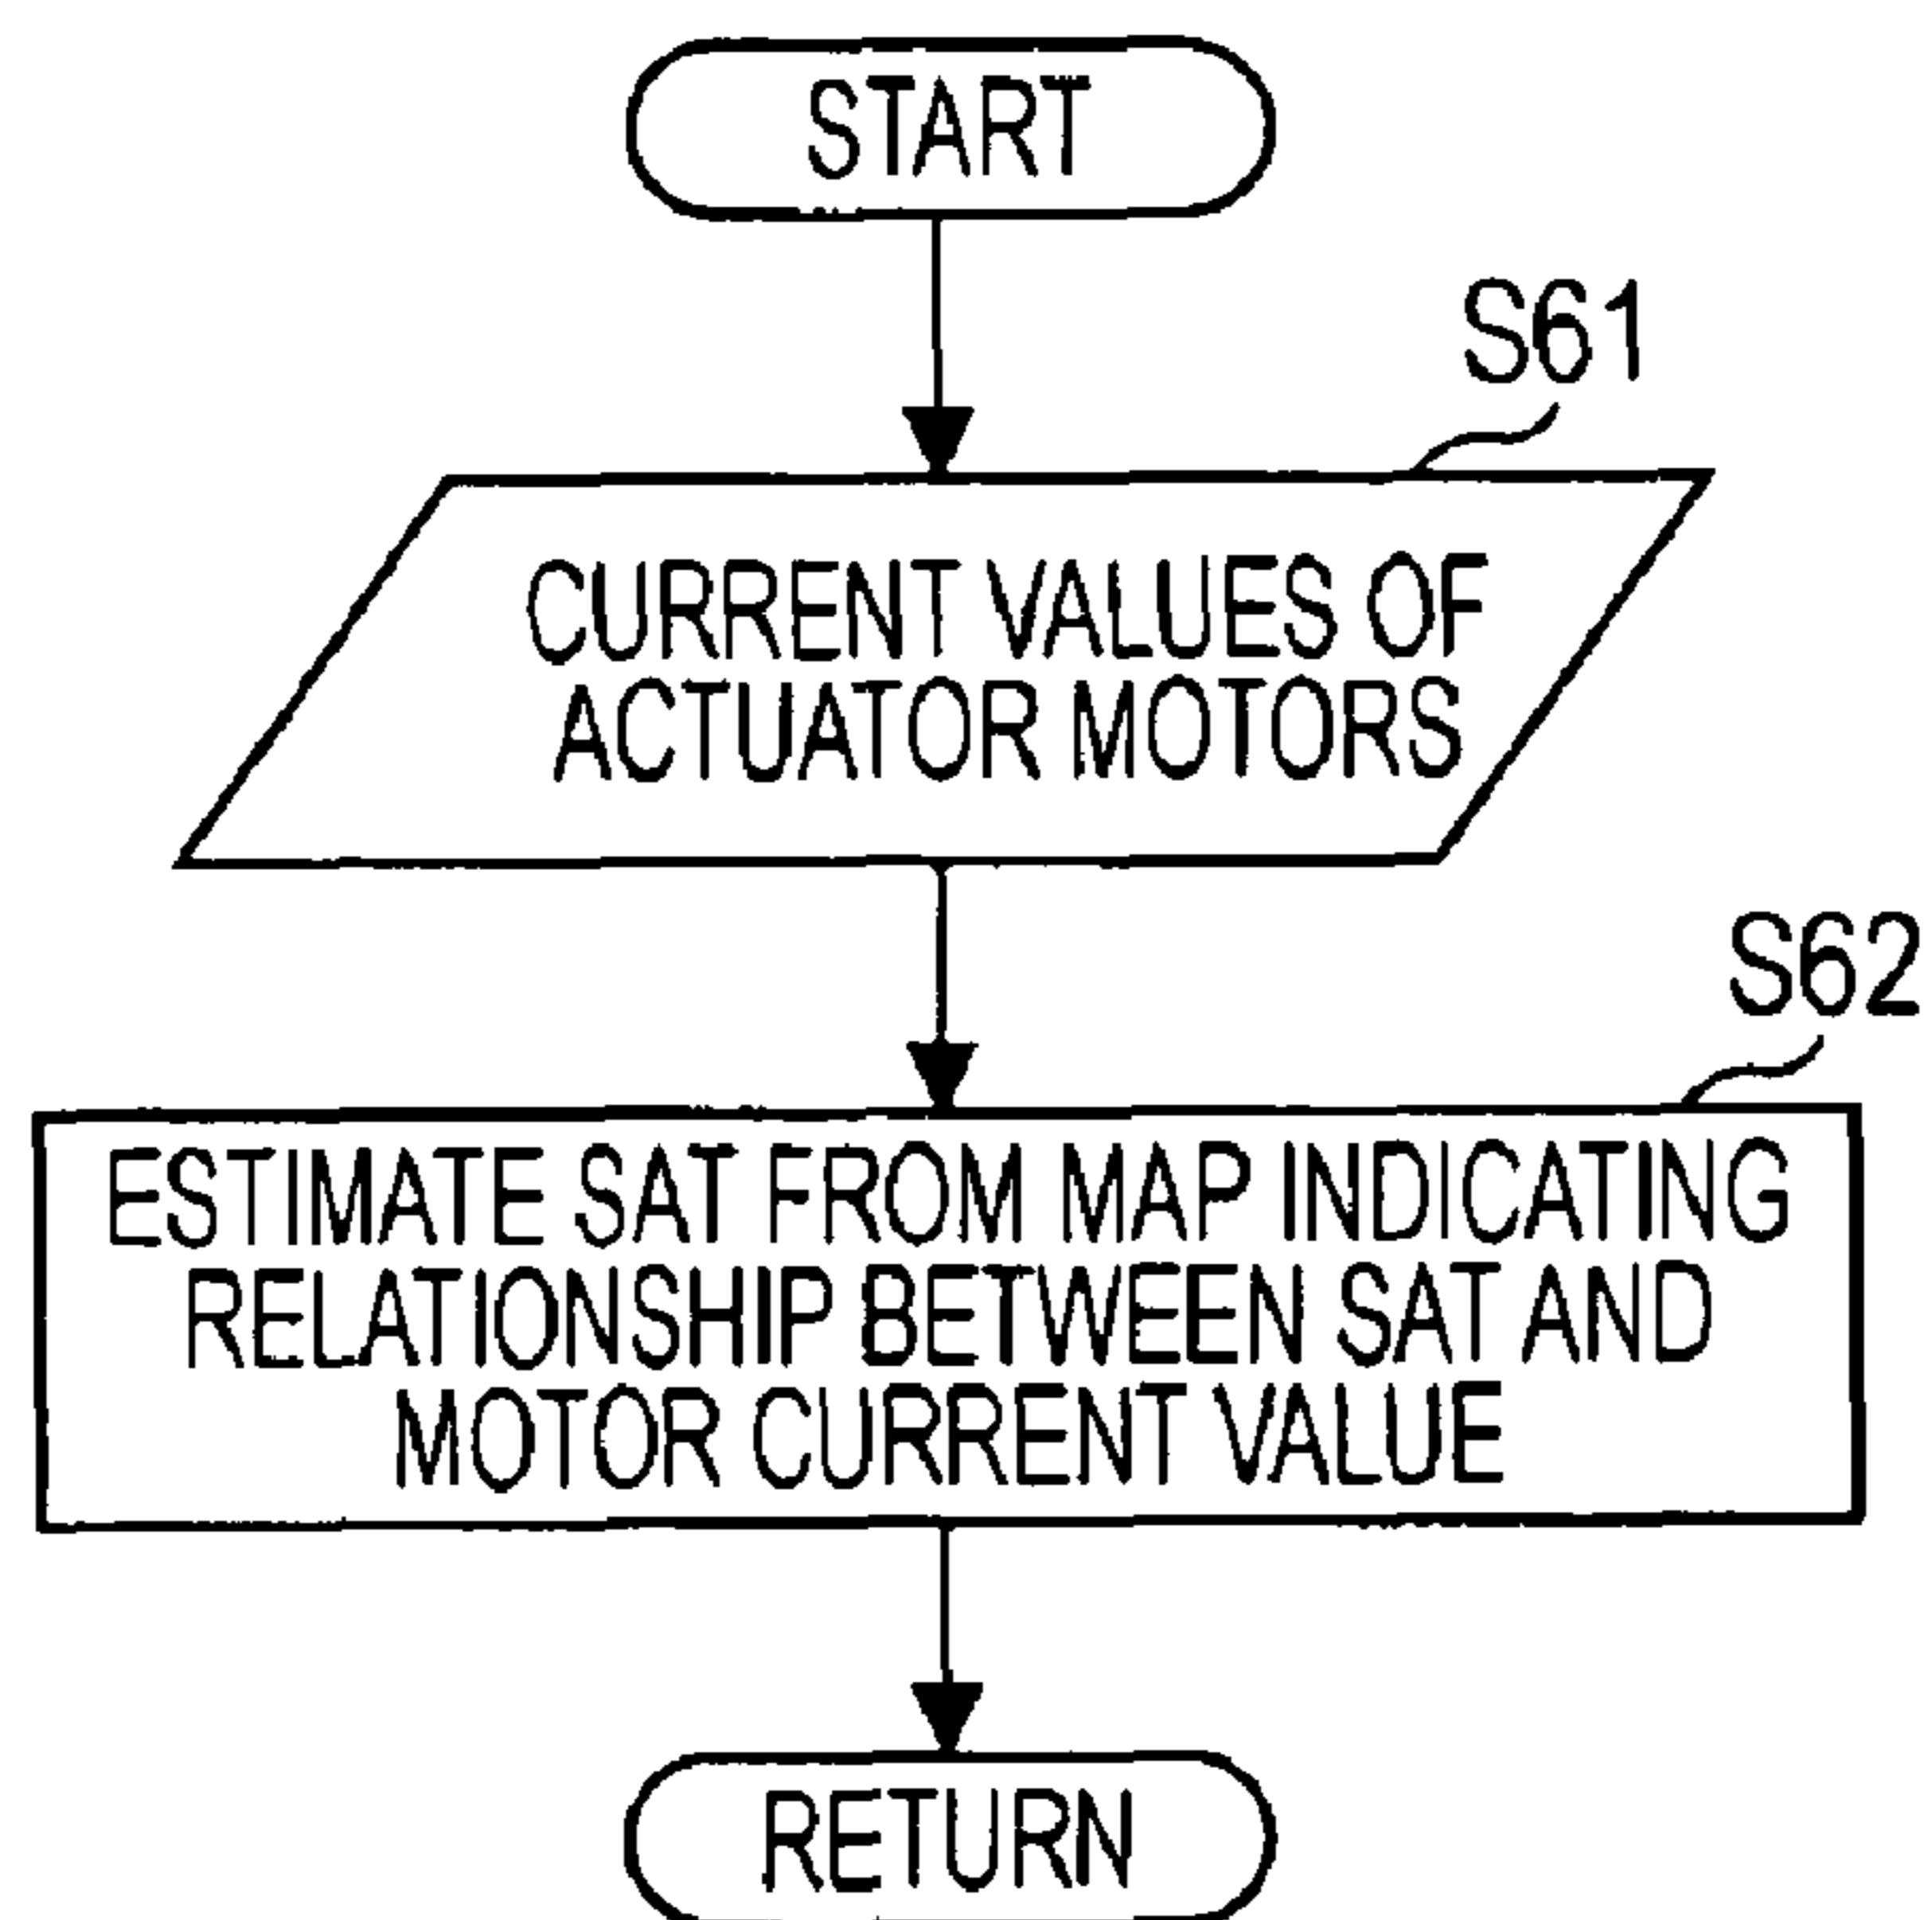 START
S61
CURRENT VALUES OF
ACTUATOR MOTORS
S62
ESTIMATE SAT FROM MAP INDICATING
RELATIONSHIP BETWEEN SAT AND
MOTOR CURRENT VALUE
RETURN